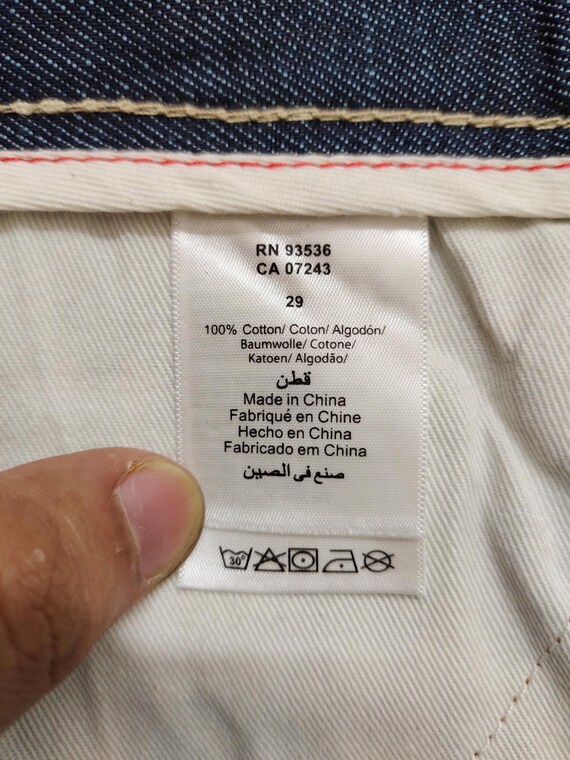 RN 93536
CA 07243
29
100% Cotton/ Coton/ Algodón/
Baumwolle/ Cotone/
Katoen/ Algodão/
قطن
Made in China
Fabriqué en Chine
Hecho en China
Fabricado em China
صنع في الصين
30°